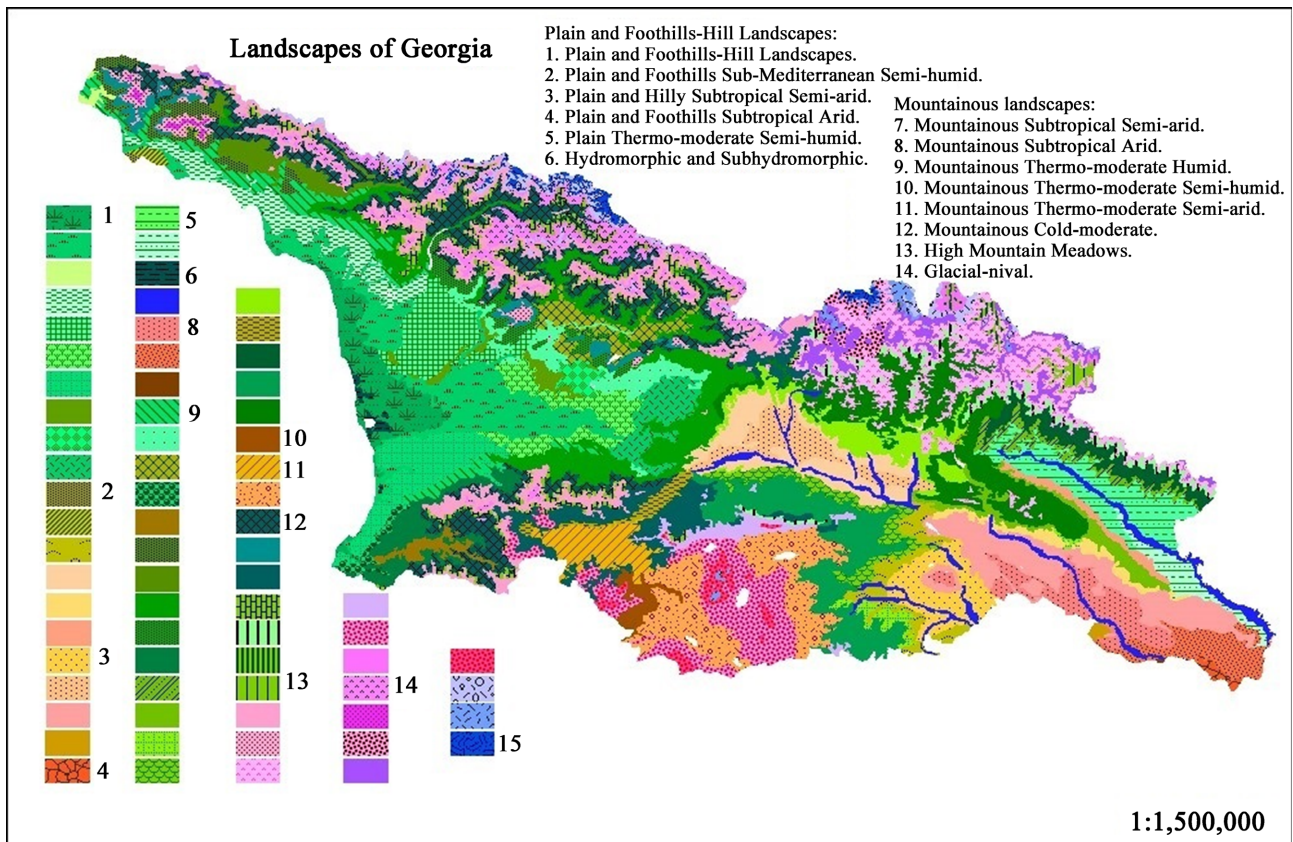 Landscapes of Georgia
Plain and Foothills-Hill Landscapes:
1. Plain and Foothills-Hill Landscapes.
2. Plain and Foothills Sub-Mediterranean Semi-humid.
3. Plain and Hilly Subtropical Semi-arid.
4. Plain and Foothills Subtropical Arid.
5. Plain Thermo-moderate Semi-humid.
6. Hydromorphic and Subhydromorphic.
Mountainous landscapes:
7. Mountainous Subtropical Semi-arid.
8. Mountainous Subtropical Arid.
9. Mountainous Thermo-moderate Humid.
10. Mountainous Thermo-moderate Semi-humid.
11. Mountainous Thermo-moderate Semi-arid.
12. Mountainous Cold-moderate.
13. High Mountain Meadows.
14. Glacial-nival.
1
2
3
4
5
6
8
9
10
11
12
13
14
15
1:1,500,000